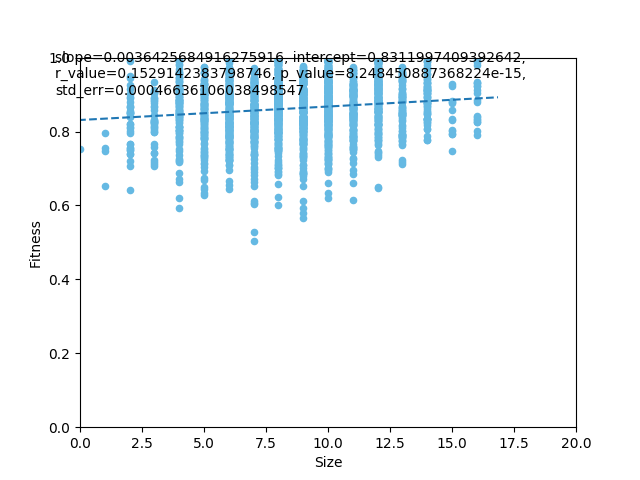 slope=0.0036425684916275916, intercept=0.8311997409392642,
r_value=0.1529142383798746, p_value=8.248450887368224e-15,
std_err=0.00046636106038498547
1.0
0.8
0.6
0.4
0.2
0.0
Fitness
0.0 2.5 5.0 7.5 10.0 12.5 15.0 17.5 20.0
Size